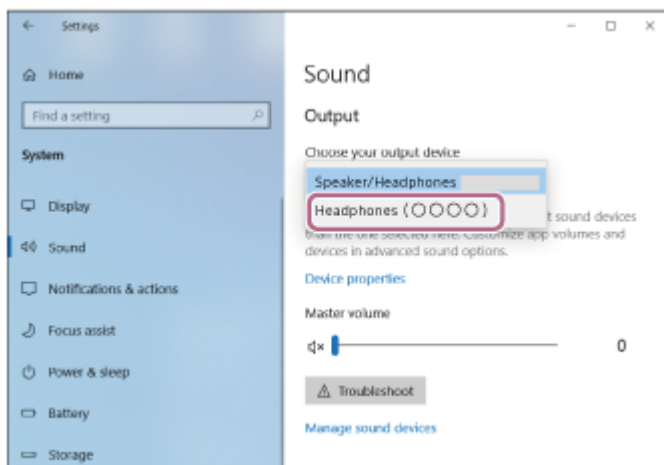 Settings
Home
Find a setting
System
Display
Sound
Notifications & actions
Focus assist
Power & sleep
Battery
Storage
Sound
Output
Choose your output device
Speaker/Headphones
Headphones (○○○○)
t sound devices
than the one selected here. Customize app volumes and
devices in advanced sound options.
Device properties
Master volume
0
Troubleshoot
Manage sound devices